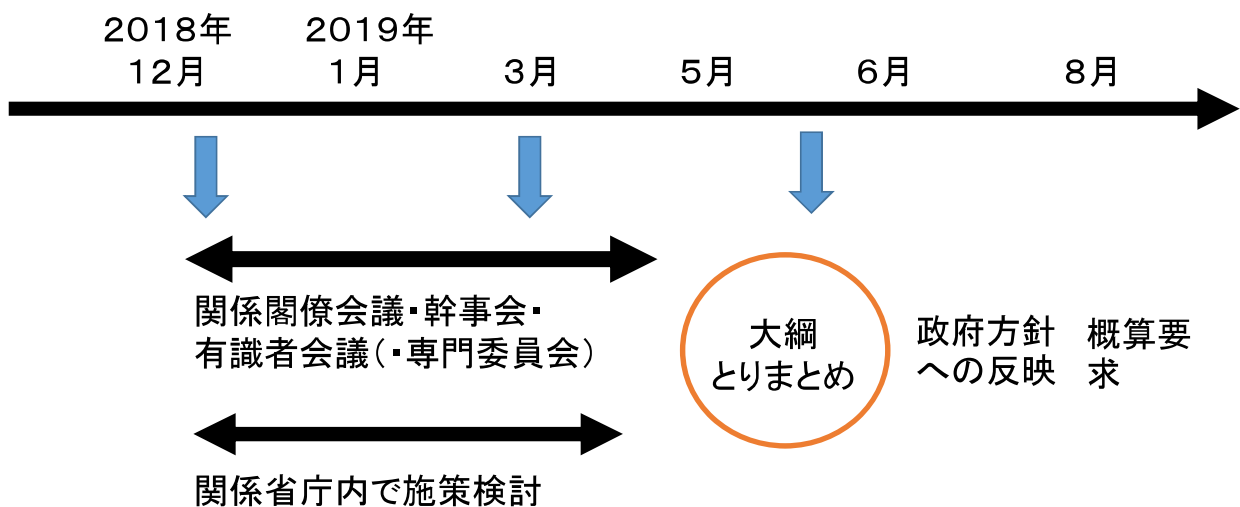 2018年
12月
2019年
1月
3月
5月
6月
8月
関係閣僚会議・幹事会・
有識者会議(・専門委員会)
関係省庁内で施策検討
大綱
とりまとめ
政府方針
への反映
概算要
求